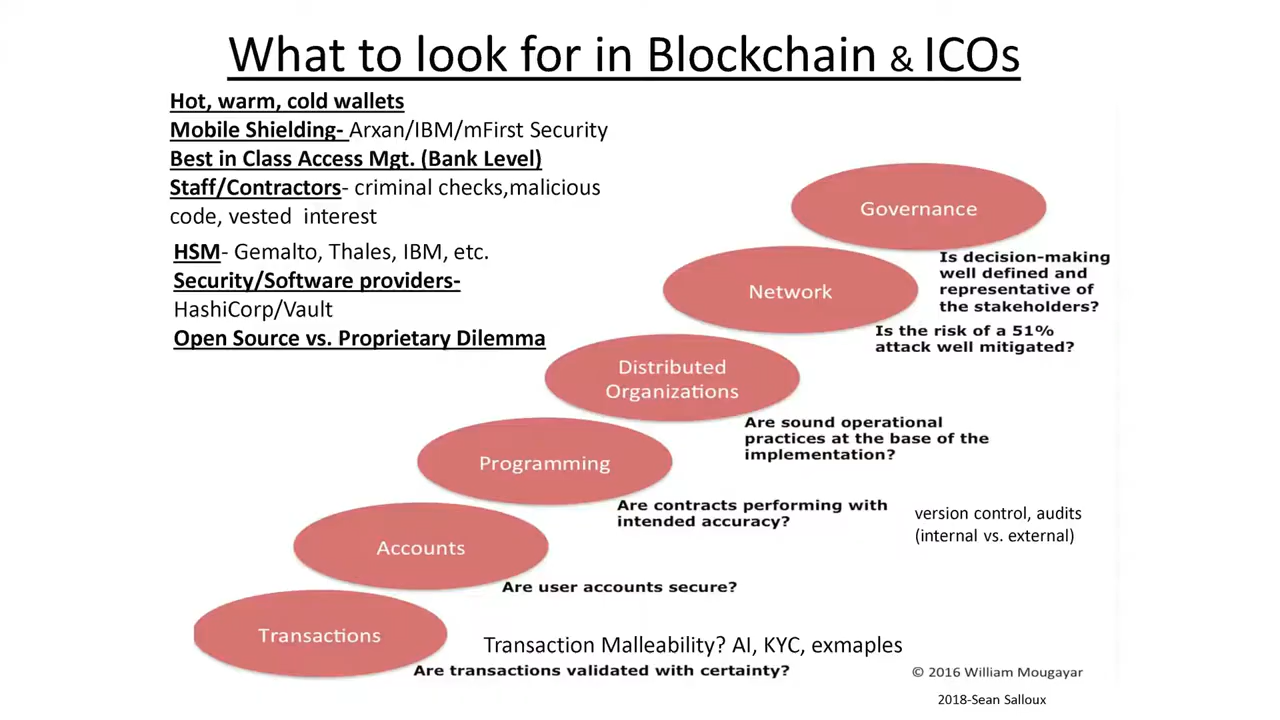 What to look for in Blockchain & ICOs
Hot, warm, cold wallets
Mobile Shielding- Arxan/IBM/mFirst Security
Best in Class Access Mgt. (Bank Level)
Staff/Contractors- criminal checks,malicious
code, vested interest
HSM- Gemalto, Thales, IBM, etc.
Security/Software providers-
HashiCorp/Vault
Open Source vs. Proprietary Dilemma
Governance
Is decision-making
well defined and
representative of
the stakeholders?
Network
Is the risk of a 51%
attack well mitigated?
Distributed
Organizations
Are sound operational
practices at the base of the
implementation?
Programming
Are contracts performing with
intended accuracy?
version control, audits
(internal vs. external)
Accounts
Are user accounts secure?
Transactions
Transaction Malleability? AI, KYC, exmaples
Are transactions validated with certainty?
© 2016 William Mougayar
2018-Sean Salloux